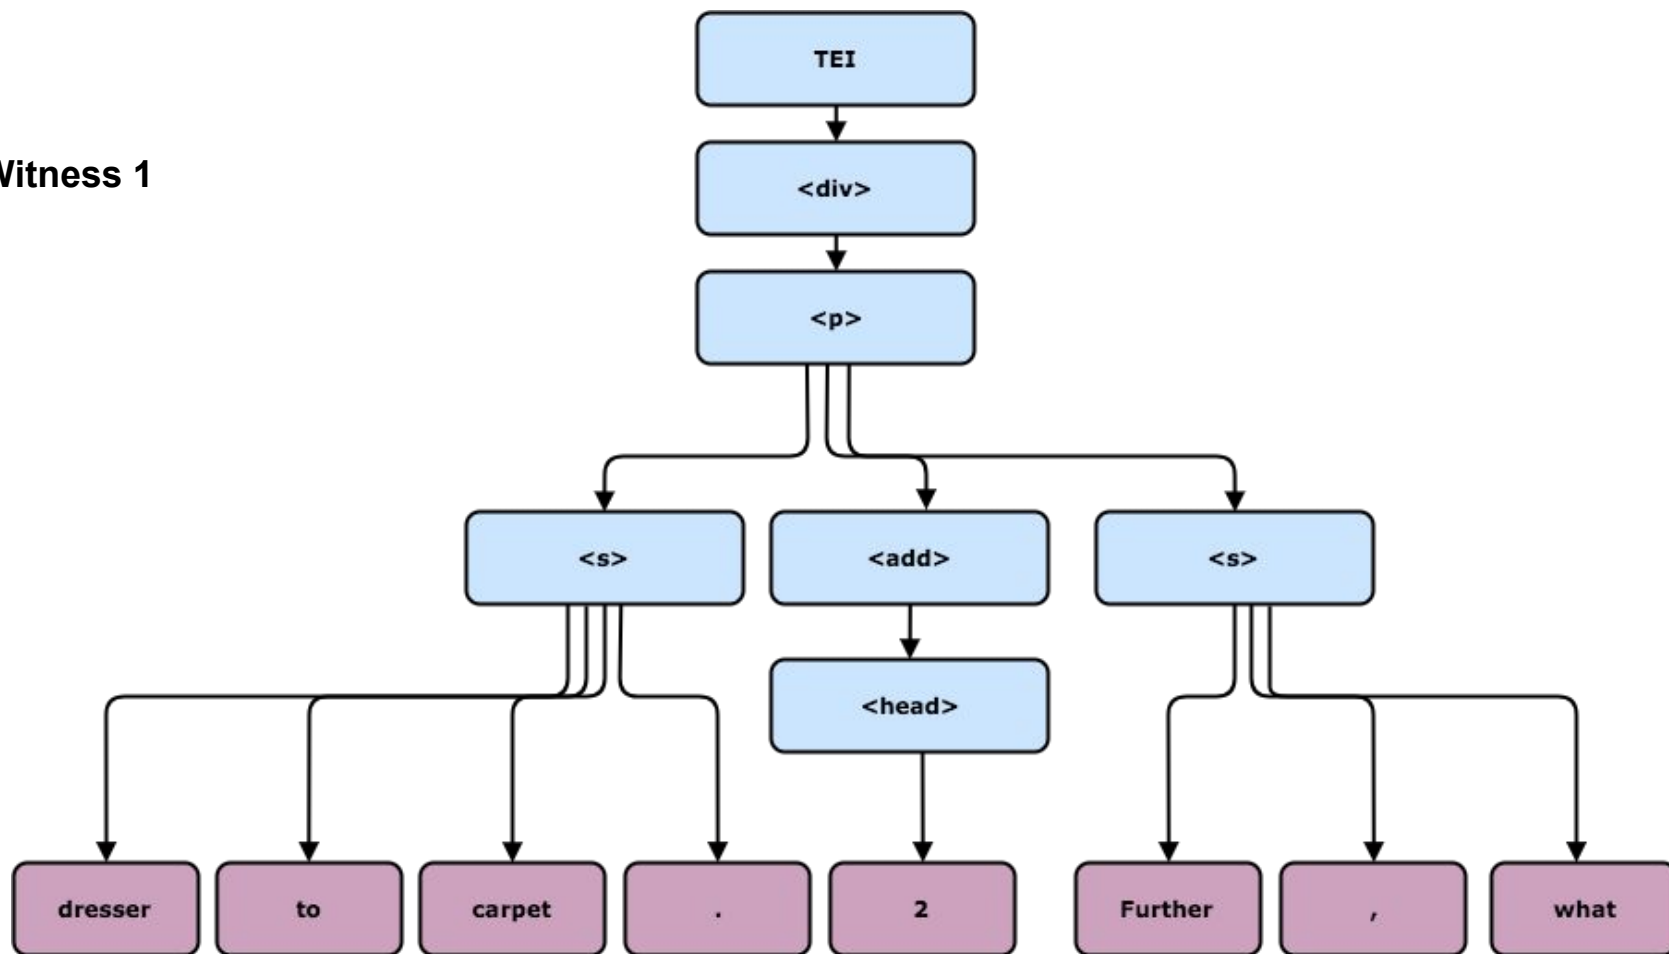 TEI
Witness 1
<div>
<p>
<s> <add> <s>
<head>
dresser to carpet . 2 Further , what